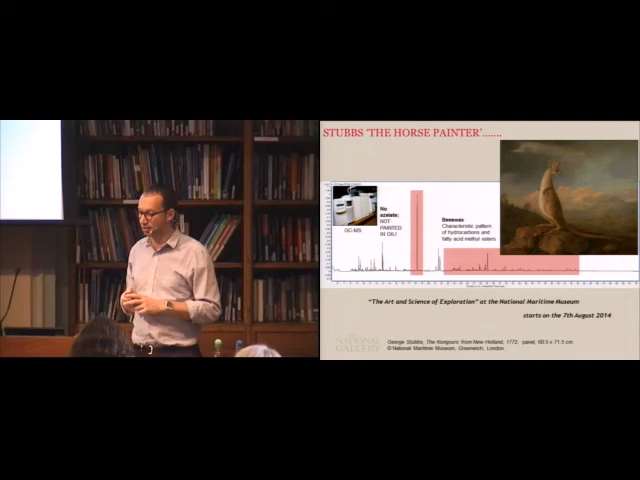 STUBBS 'THE HORSE PAINTER'.......
No
azelate;
NOT
PAINTED
IN OIL!
GC-MS
Beeswax
Characteristic pattern
of hydrocarbons and
fatty acid methyl esters
"The Art and Science of Exploration" at the National Maritime Museum
starts on the 7th August 2014
NATIONAL
GALLERY
George Stubbs, The Kongouro from New Holland, 1772, panel, 60.5 x 71.5 cm
© National Maritime Museum, Greenwich, London